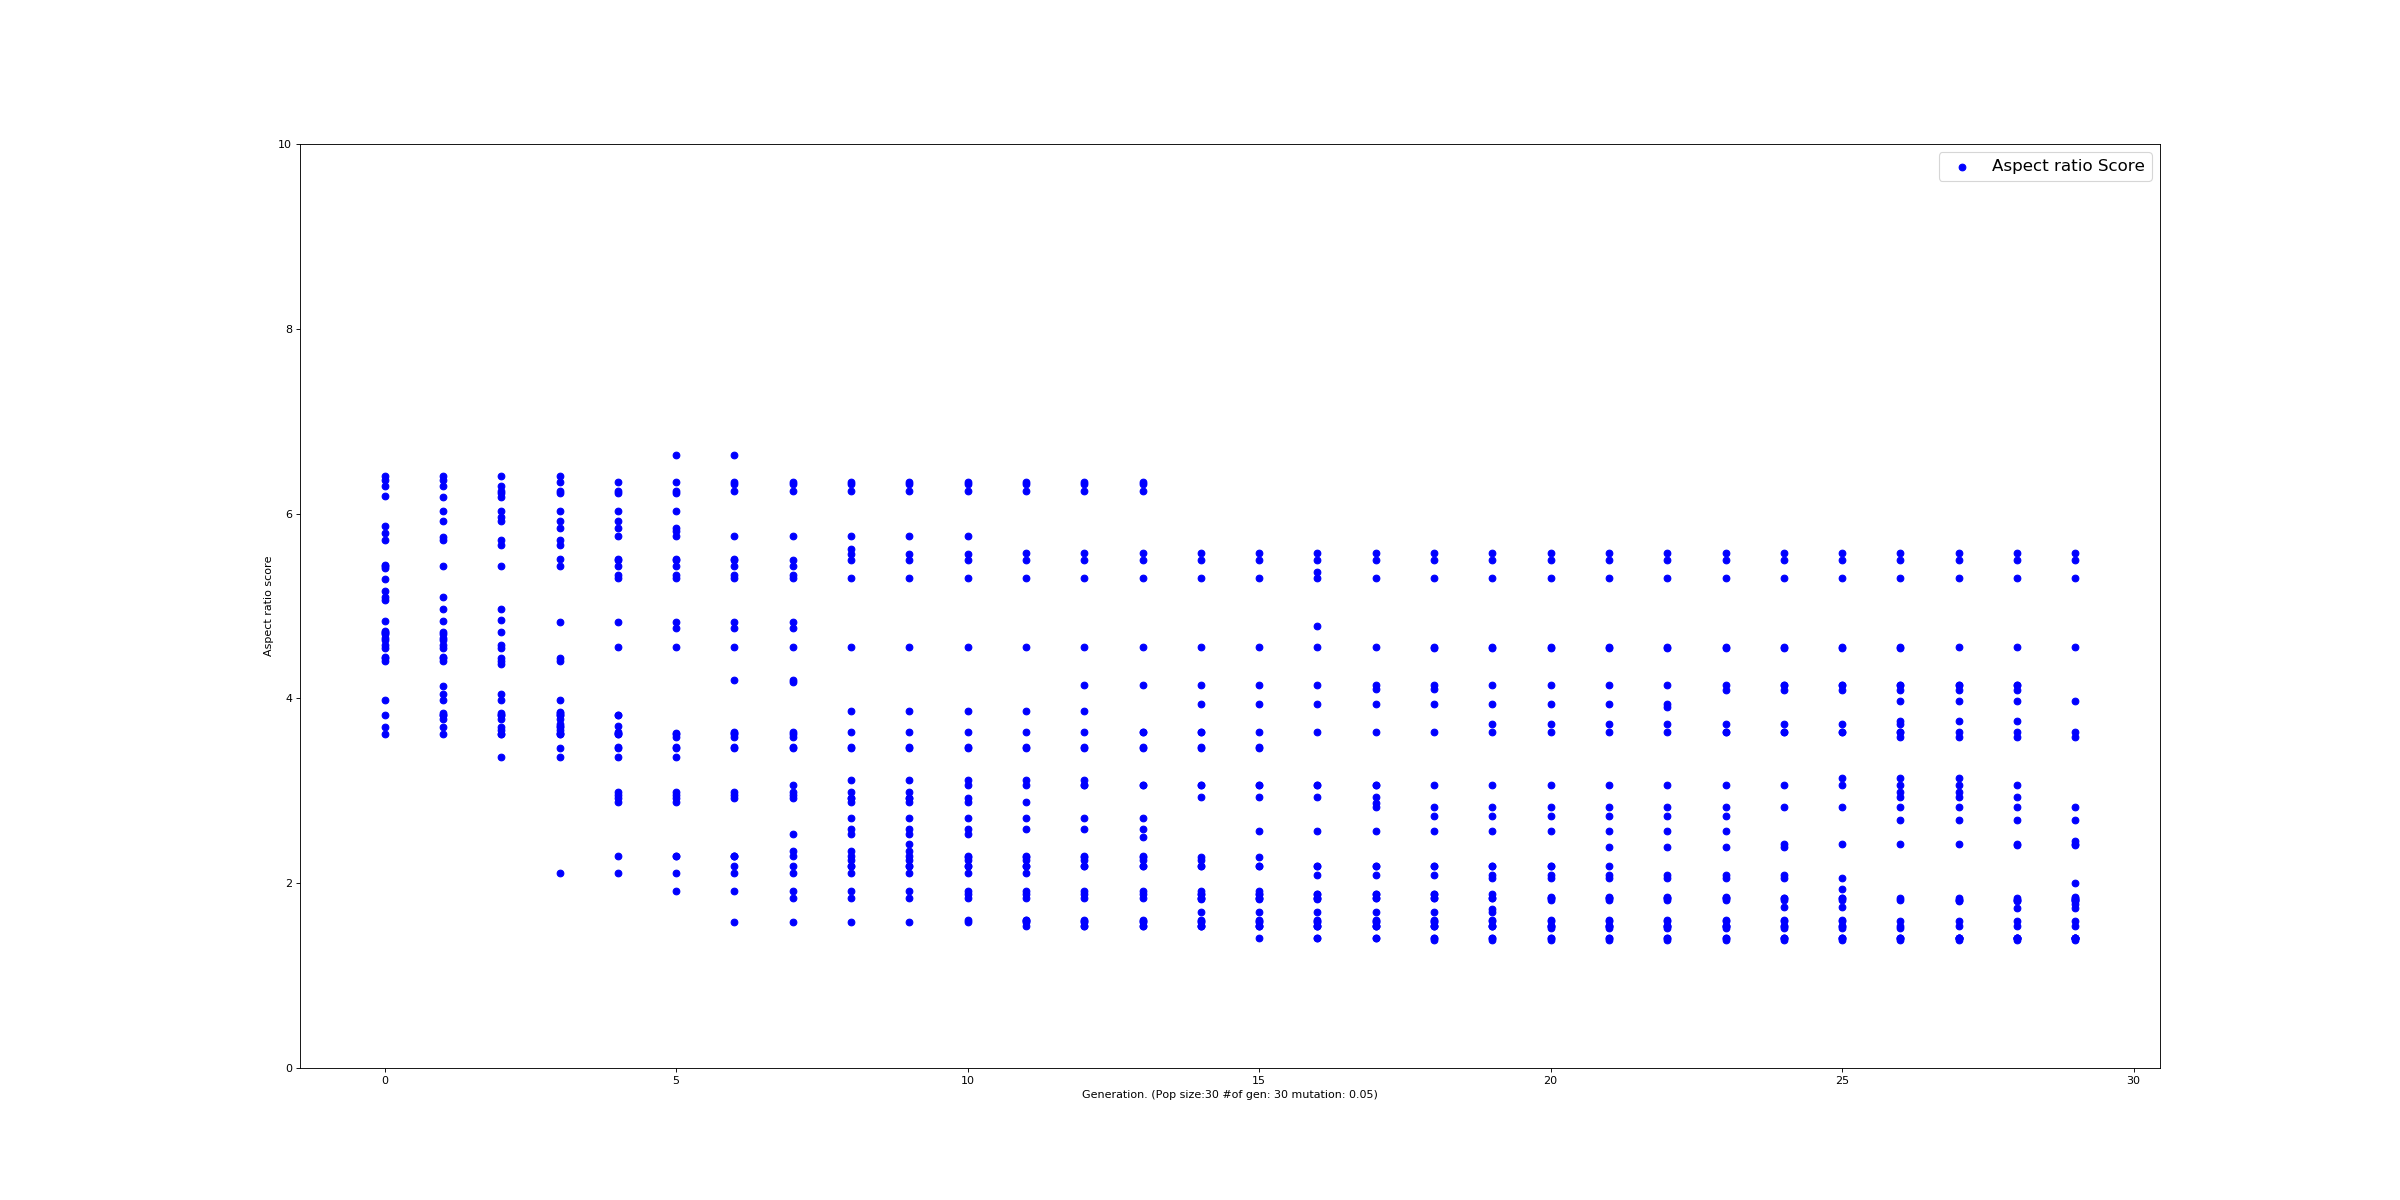 10
Aspect ratio Score
8
6
Aspect ratio score
4
2
0
0 5 10 15 20 25 30
Generation. (Pop size:30 #of gen: 30 mutation: 0.05)